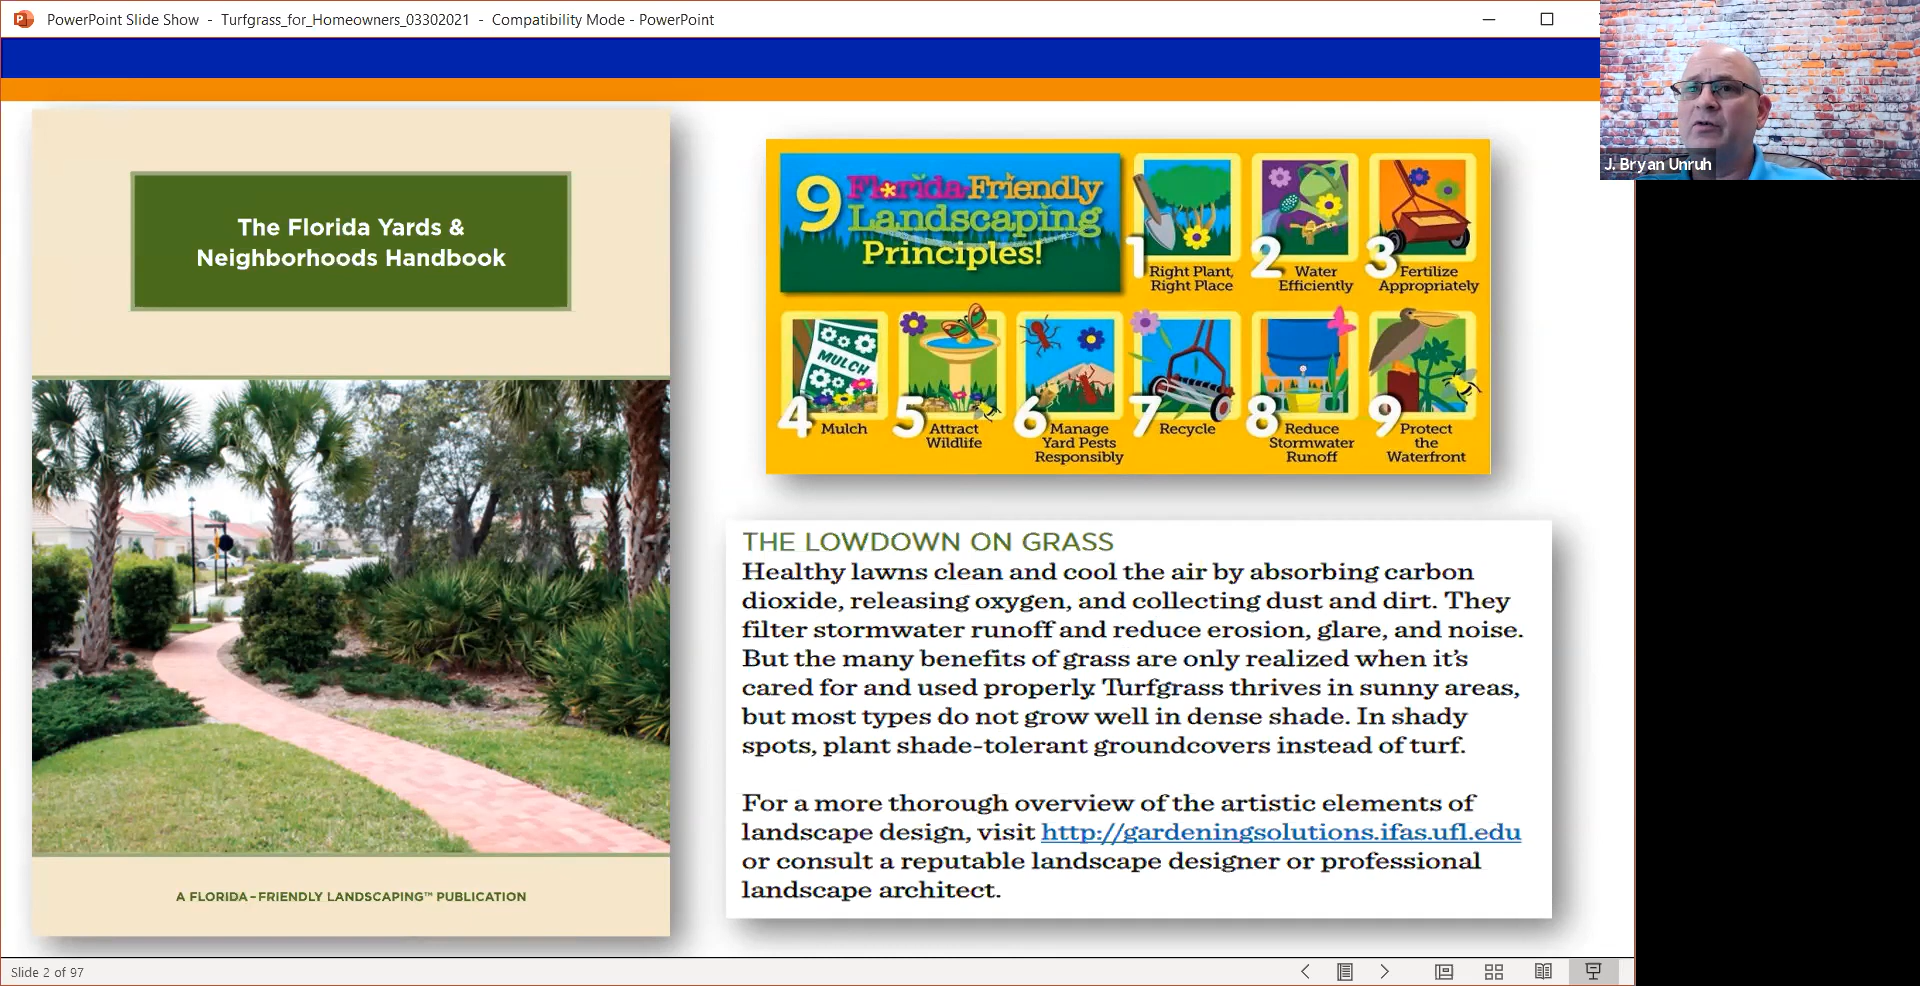 PowerPoint Slide Show - Turfgrass_for_Homeowners_03302021 - Compatibility Mode - PowerPoint
J. Bryan Unruh
The Florida Yards &
Neighborhoods Handbook
A FLORIDA-FRIENDLY LANDSCAPING™ PUBLICATION
9 Florida-Friendly
Landscaping
Principles!
1 Right Plant,
Right Place
2 Water
Efficiently
3 Fertilize
Appropriately
MULCH
4 Mulch
5 Attract
Wildlife
6 Manage
Yard Pests
Responsibly
7 Recycle
8 Reduce
Stormwater
Runoff
9 Protect
the
Waterfront
THE LOWDOWN ON GRASS
Healthy lawns clean and cool the air by absorbing carbon
dioxide, releasing oxygen, and collecting dust and dirt. They
filter stormwater runoff and reduce erosion, glare, and noise.
But the many benefits of grass are only realized when it's
cared for and used properly. Turfgrass thrives in sunny areas,
but most types do not grow well in dense shade. In shady
spots, plant shade-tolerant groundcovers instead of turf.
For a more thorough overview of the artistic elements of
landscape design, visit http://gardeningsolutions.ifas.ufl.edu
or consult a reputable landscape designer or professional
landscape architect.
Slide 2 of 97